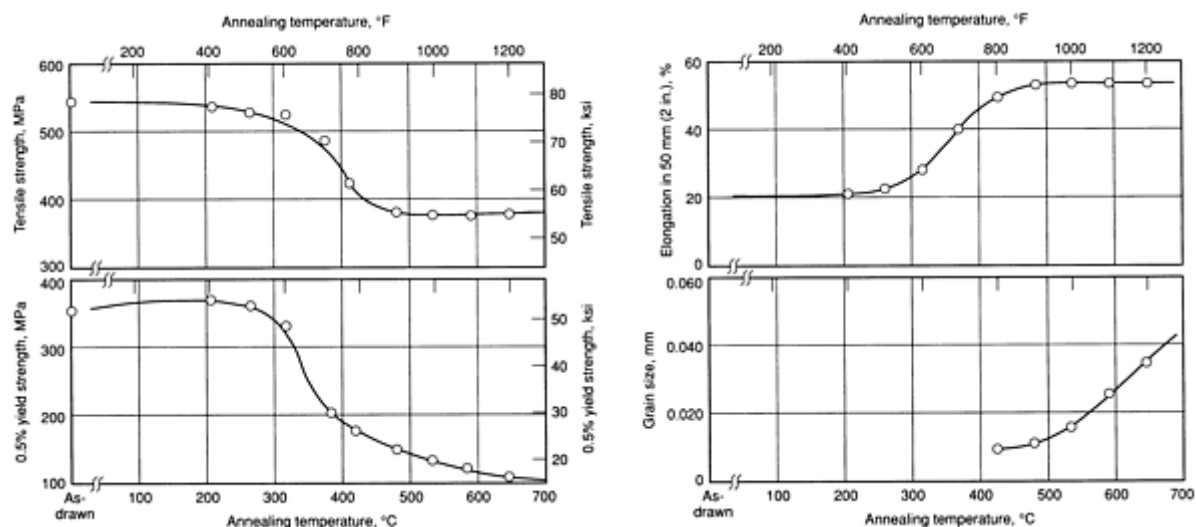 Annealing temperature, °F
200 400 600 800 1000 1200
600
500
400
300
Tensile strength, MPa
80
70
60
50
Tensile strength, ksi
400
300
200
100
0.5% yield strength, MPa
50
40
30
20
0.5% yield strength, ksi
As-
drawn
100 200 300 400 500 600 700
Annealing temperature, °C
Annealing temperature, °F
200 400 600 800 1000 1200
60
40
20
0
Elongation in 50 mm (2 in.), %
0.060
0.040
0.020
0
Grain size, mm
As-
drawn
100 200 300 400 500 600 700
Annealing temperature, °C